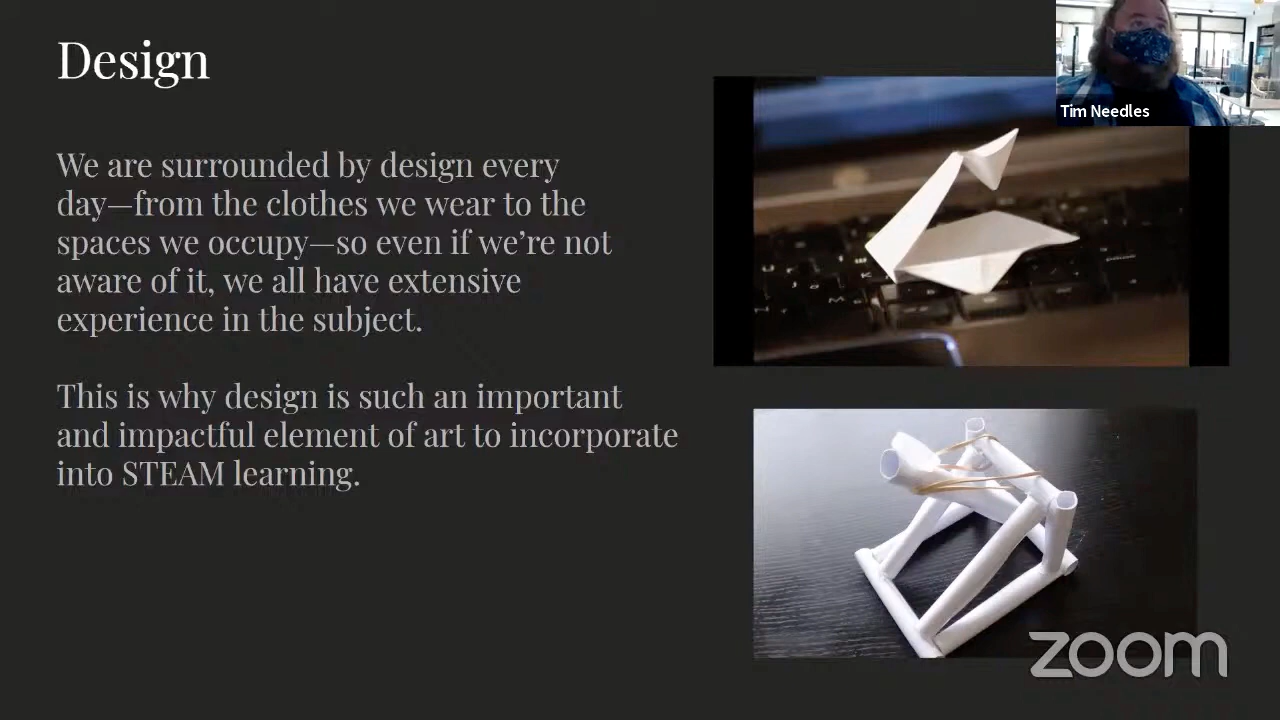 Design
Tim Needles
We are surrounded by design every
day—from the clothes we wear to the
spaces we occupy—so even if we’re not
aware of it, we all have extensive
experience in the subject.
This is why design is such an important
and impactful element of art to incorporate
into STEAM learning.
zoom